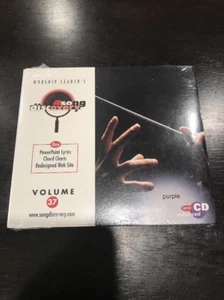 WORSHIP LEADER'S
song
discovery
PowerPoint Lyrics
Chord Charts
Redesigned Web Site
VOLUME
37
www.songdiscovery.com
purple
CD